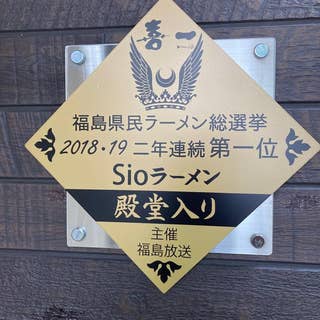 喜一
福島県民ラーメン総選挙
2018・19 二年連続 第一位
Sioラーメン
殿堂入り
主催
福島放送